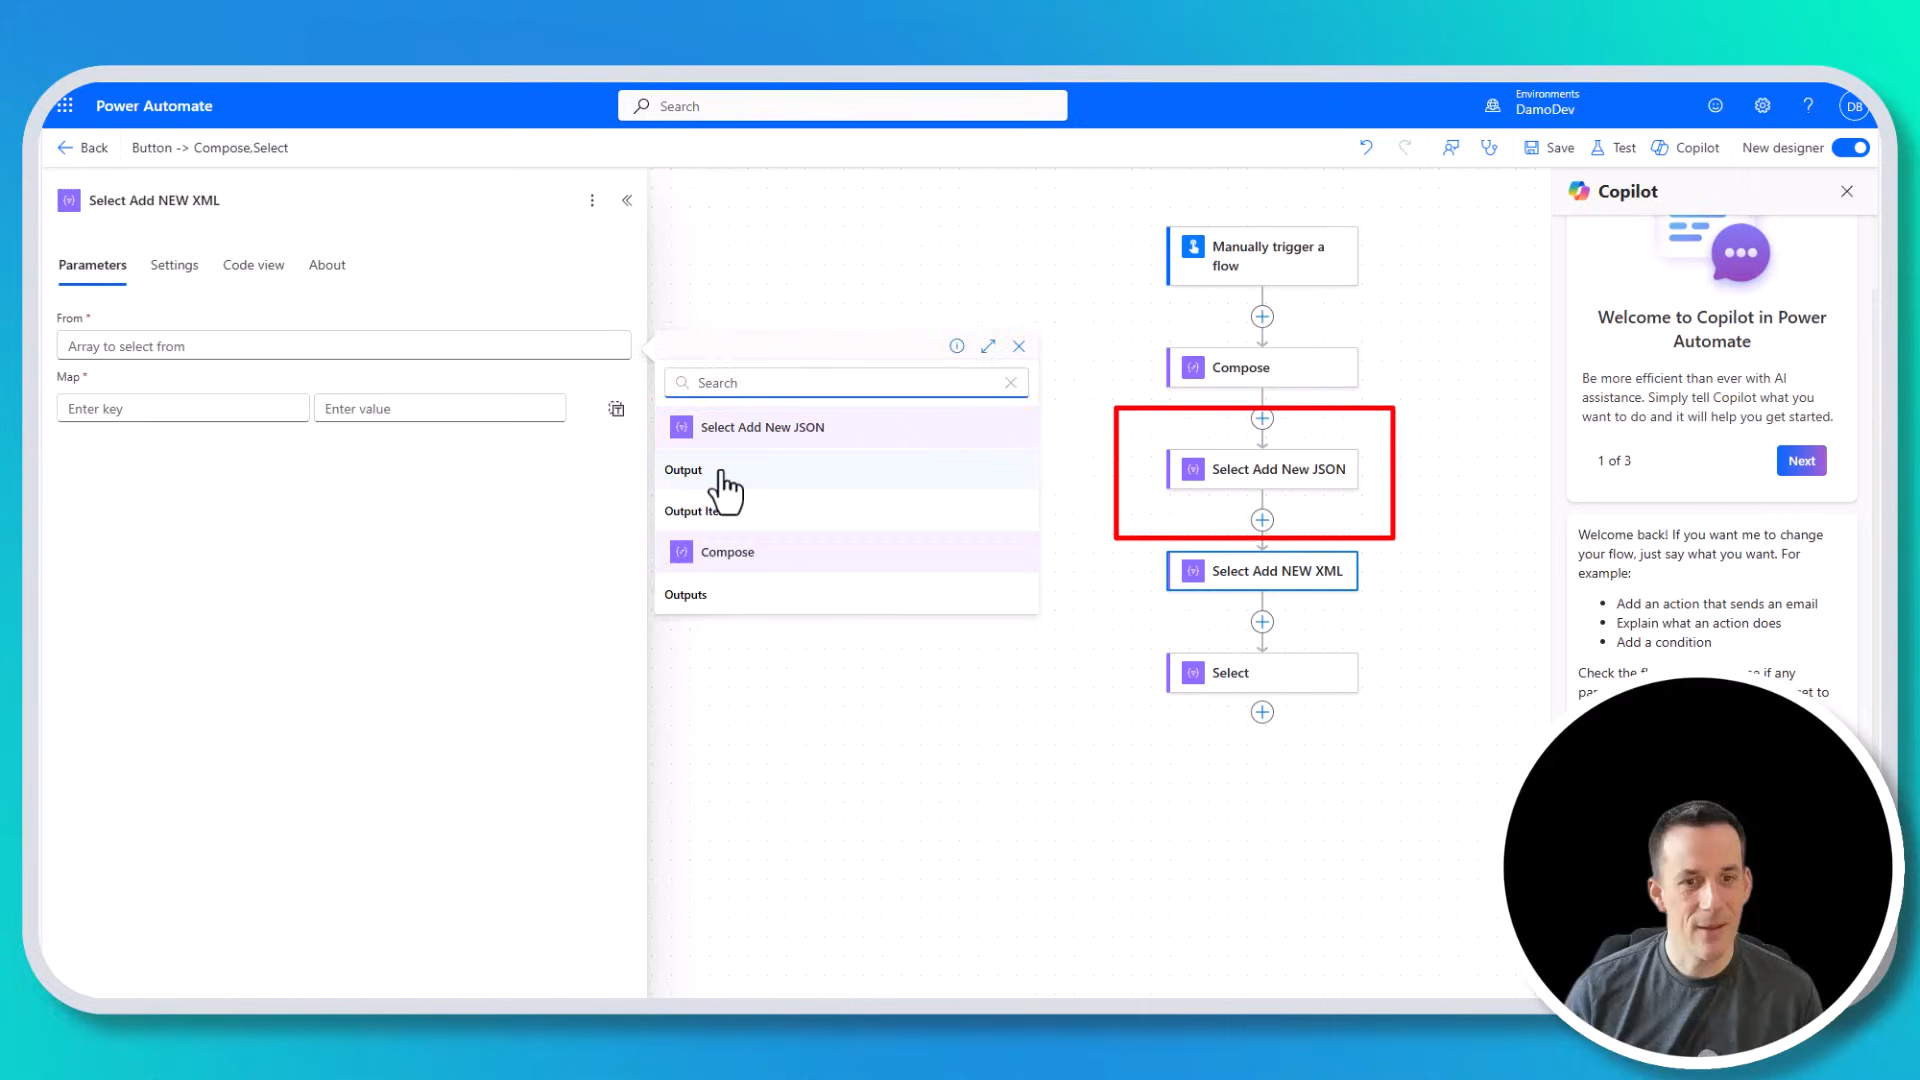 Power Automate
Search
Environments
DamoDev
DB
Back
Button -> Compose,Select
Save
Test
Copilot
New designer
Select Add NEW XML
Parameters
Settings
Code view
About
From *
Array to select from
Map *
Enter key
Enter value
Search
Select Add New JSON
Output
Output Ite
Compose
Outputs
Manually trigger a
flow
Compose
Select Add New JSON
Select Add NEW XML
Select
Copilot
Welcome to Copilot in Power
Automate
Be more efficient than ever with AI
assistance. Simply tell Copilot what you
want to do and it will help you get started.
1 of 3
Next
Welcome back! If you want me to change
your flow, just say what you want. For
example:
• Add an action that sends an email
• Explain what an action does
• Add a condition
Check the if any